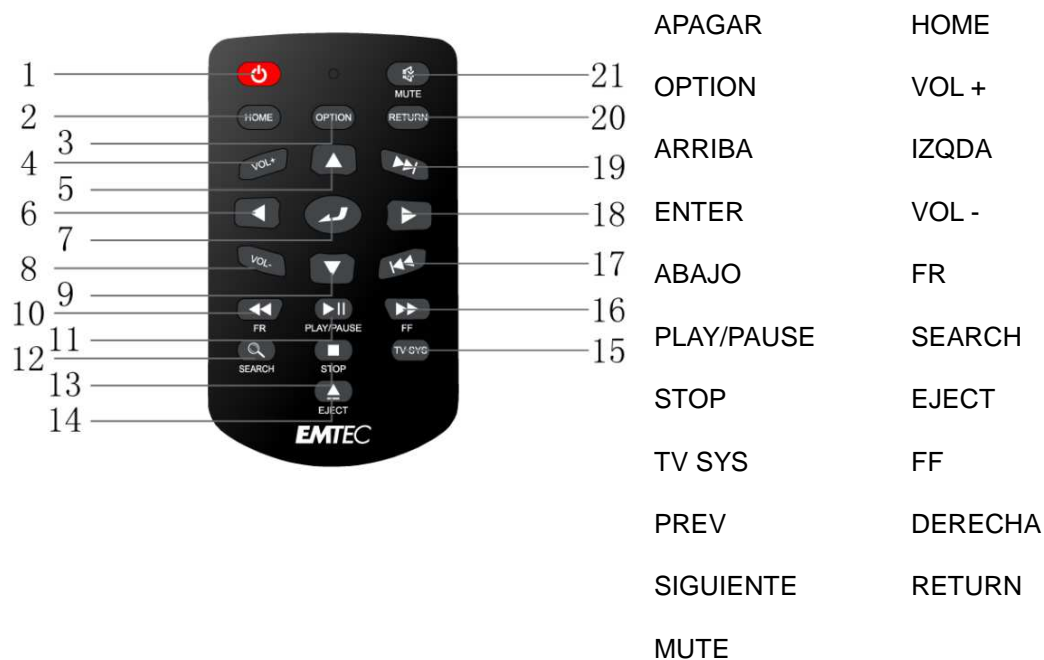 APAGAR HOME
1 21
MUTE
OPTION VOL +
2 HOME OPTION RETURN 20
3
ARRIBA IZQDA
4 VOL+ 19
5
6 18
ENTER VOL -
7
8 VOL- 17
ABAJO FR
9
10 16
FR PLAY/PAUSE FF
11
PLAY/PAUSE SEARCH
12 TV SYS 15
SEARCH STOP
13
STOP EJECT
EJECT
14
EMTEC
TV SYS FF
PREV DERECHA
SIGUIENTE RETURN
MUTE